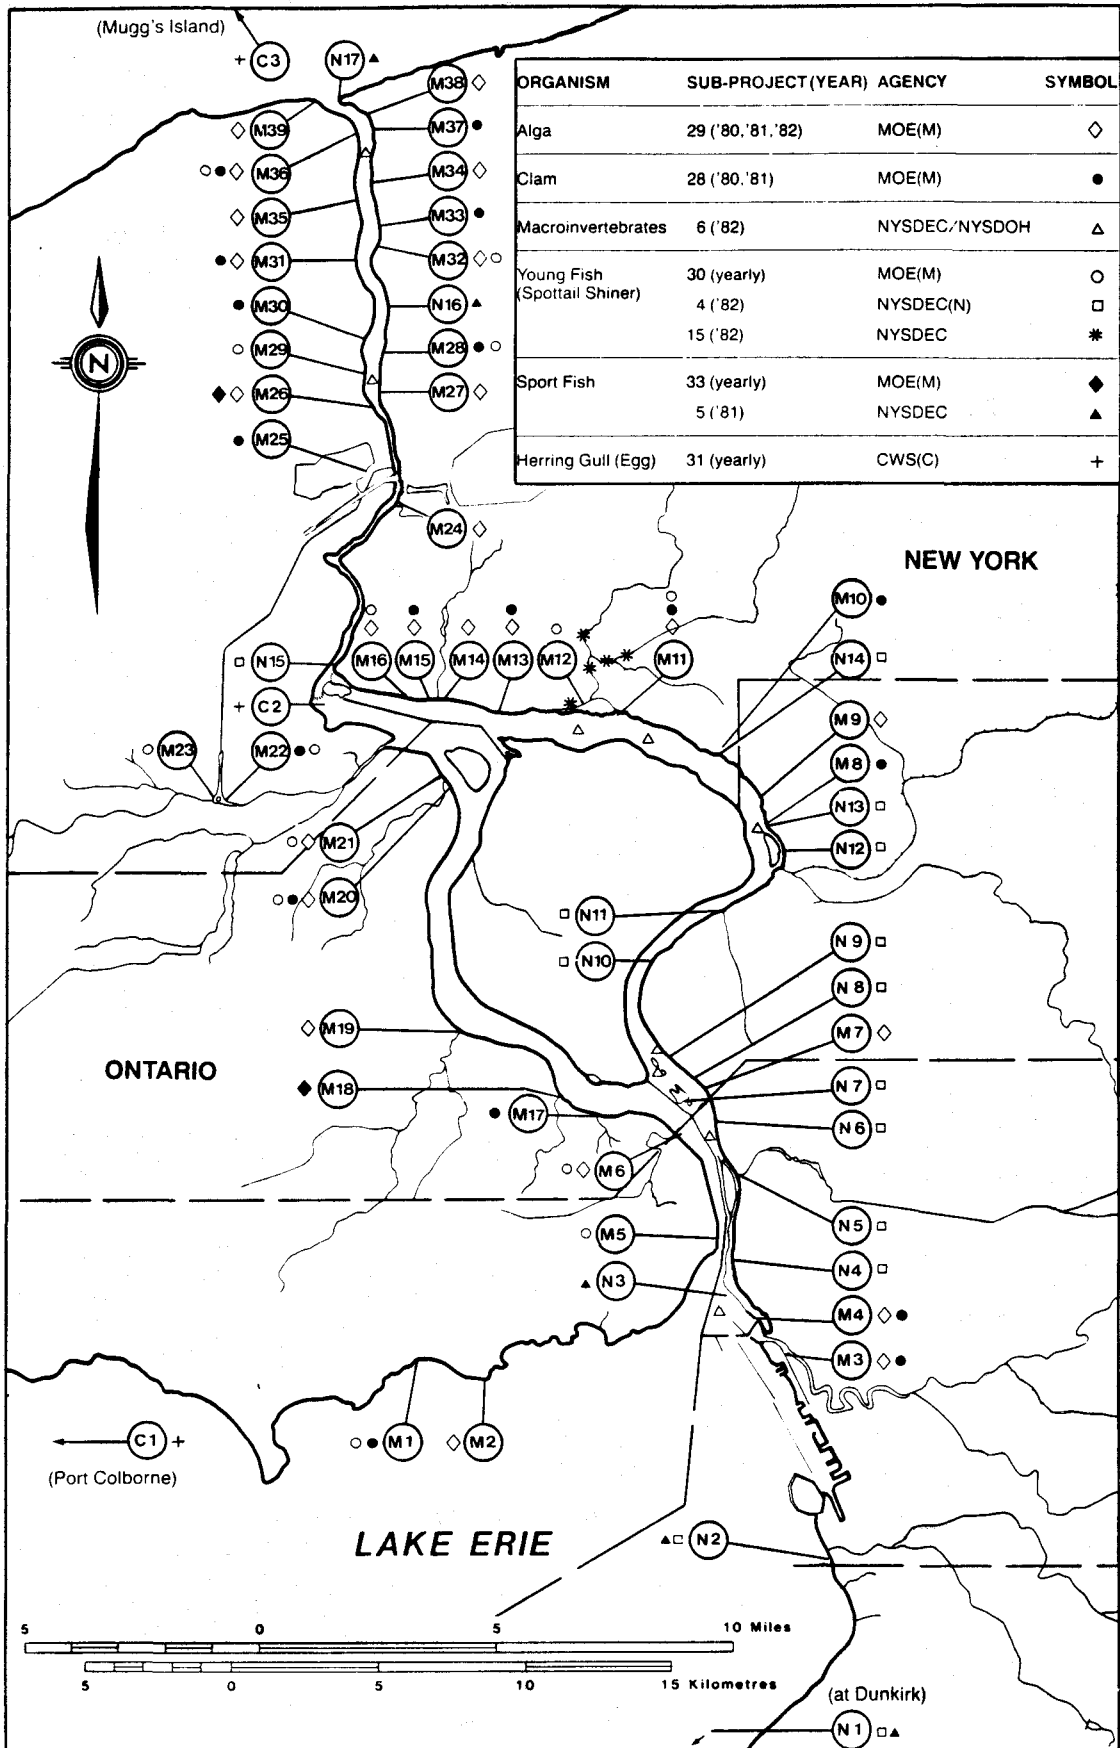 (Mugg's Island)
C3
N17
M38
M39
M37
M36
M34
M35
M33
M31
M32
M30
N16
M29
M28
M26
M27
M25
M24
N
ORGANISM SUB-PROJECT (YEAR) AGENCY SYMBOL
Alga 29 ('80,'81,'82) MOE(M)
Clam 28 ('80,'81) MOE(M)
Macroinvertebrates 6 ('82) NYSDEC/NYSDOH
Young Fish 30 (yearly) MOE(M)
(Spottail Shiner)
4 ('82) NYSDEC(N)
15 ('82) NYSDEC
Sport Fish 33 (yearly) MOE(M)
5 ('81) NYSDEC
Herring Gull (Egg) 31 (yearly) CWS(C)
NEW YORK
M10
N15 M16 M15 M14 M13 M12 M11 N14
C2
M9
M23 M22 M8
N13
M21 N12
M20
N11
N9
N10
N8
M19 M7
ONTARIO
M18 N7
M17 N6
M6
M5 N5
N3 N4
M4
M3
C1 M1 M2
(Port Colborne)
LAKE ERIE
N2
5 0 5 10 Miles
5 0 5 10 15 Kilometres
(at Dunkirk)
N1